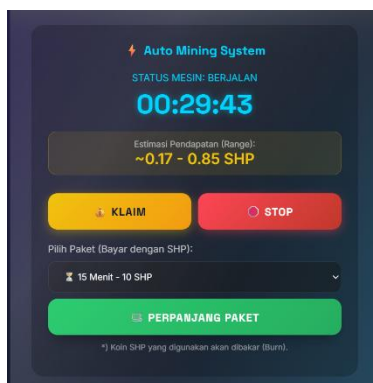 Auto Mining System
STATUS MESIN: BERJALAN
00:29:43
Estimasi Pendapatan (Range):
~0.17 - 0.85 SHP
KLAIM
STOP
Pilih Paket (Bayar dengan SHP):
15 Menit - 10 SHP
PERPANJANG PAKET
*) Koin SHP yang digunakan akan dibakar (Burn).